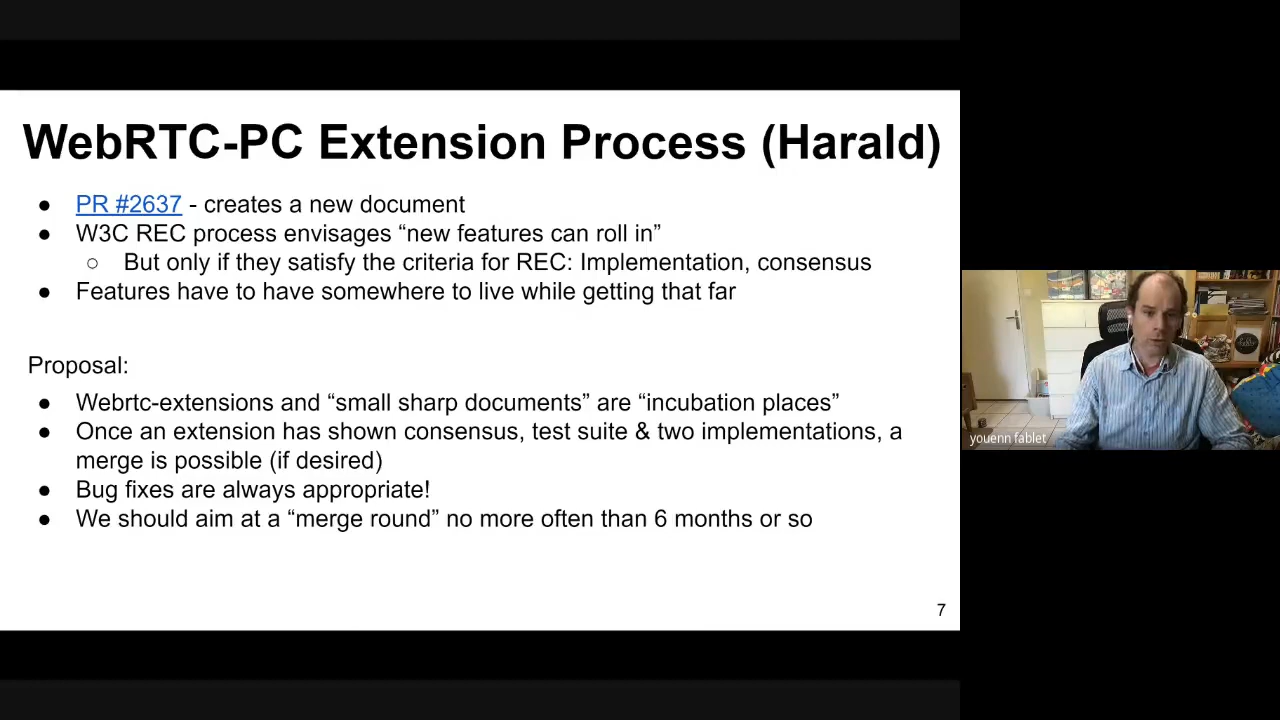 WebRTC-PC Extension Process (Harald)
● PR #2637 - creates a new document
● W3C REC process envisages “new features can roll in”
○ But only if they satisfy the criteria for REC: Implementation, consensus
● Features have to have somewhere to live while getting that far
Proposal:
● Webrtc-extensions and “small sharp documents” are “incubation places”
● Once an extension has shown consensus, test suite & two implementations, a
merge is possible (if desired)
● Bug fixes are always appropriate!
● We should aim at a “merge round” no more often than 6 months or so
7
youenn fablet